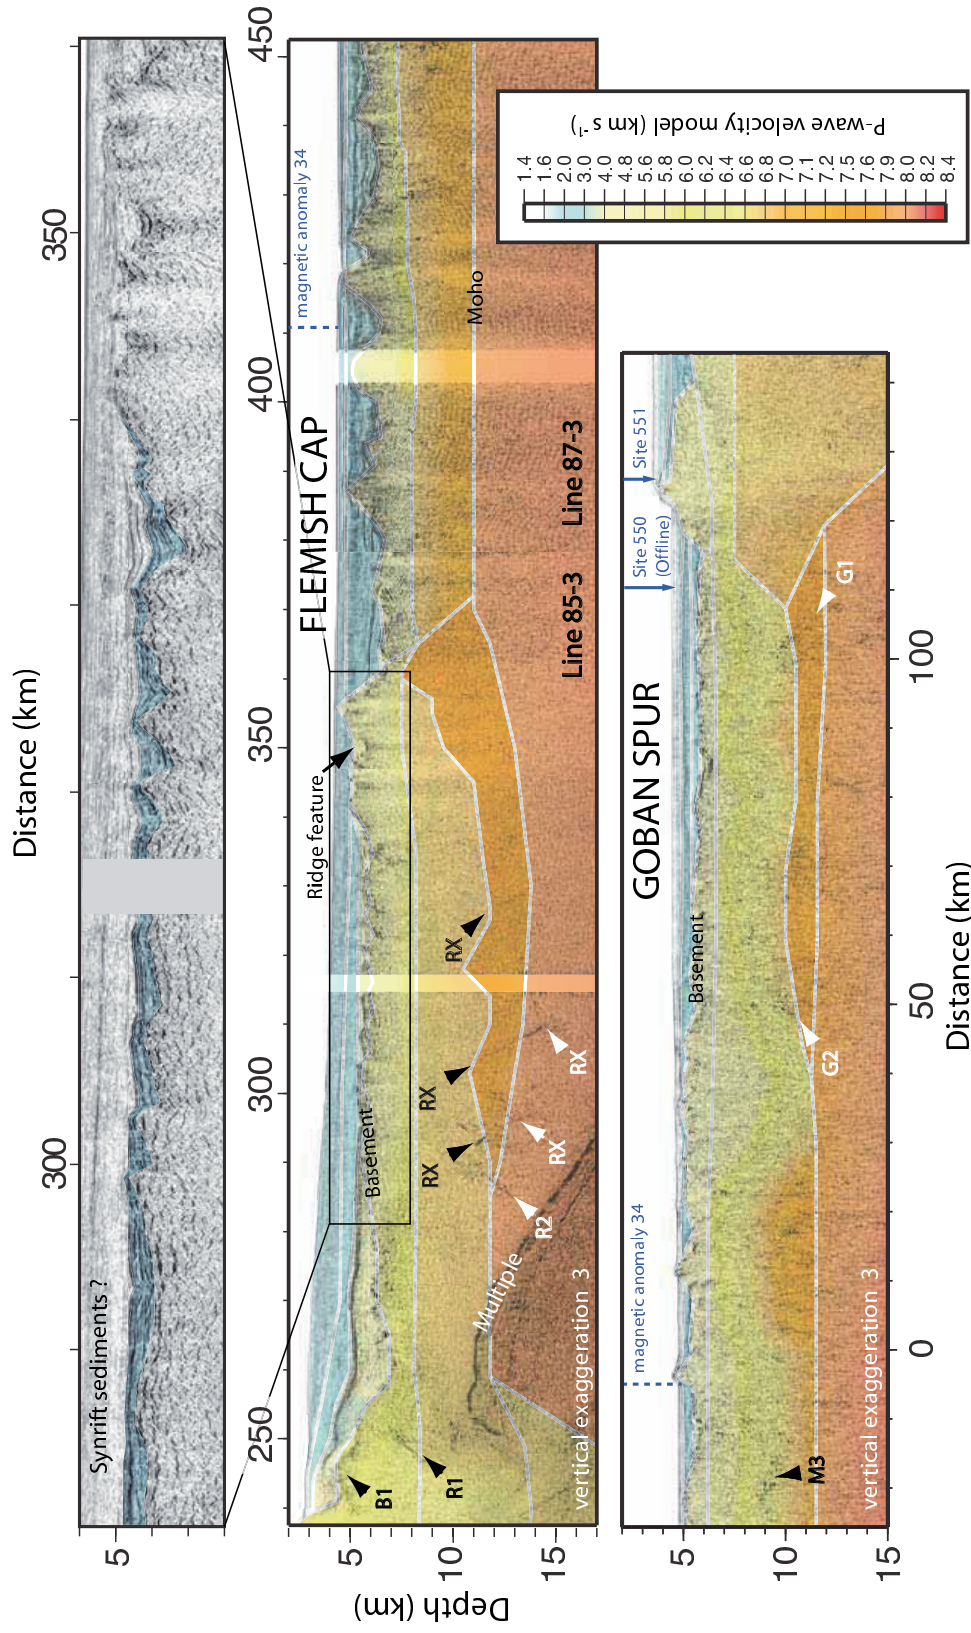 Distance (km)
300
350
5
Synrift sediments ?
250
300
350
400
450
FLEMISH CAP
magnetic anomaly 34
Ridge feature
Basement
B1
R1
RX
RX
RX
R2
RX
RX
Multiple
Moho
Line 85-3
Line 87-3
vertical exaggeration 3
5
10
15
Depth (km)
P-wave velocity model (km s⁻¹)
1.4
1.6
2.0
3.0
4.0
4.8
5.6
5.8
6.0
6.2
6.4
6.6
6.8
7.0
7.1
7.2
7.5
7.6
7.9
8.0
8.2
8.4
GOBAN SPUR
magnetic anomaly 34
Site 550
(Offline)
Site 551
Basement
M3
G2
G1
vertical exaggeration 3
5
10
15
0
50
100
Distance (km)